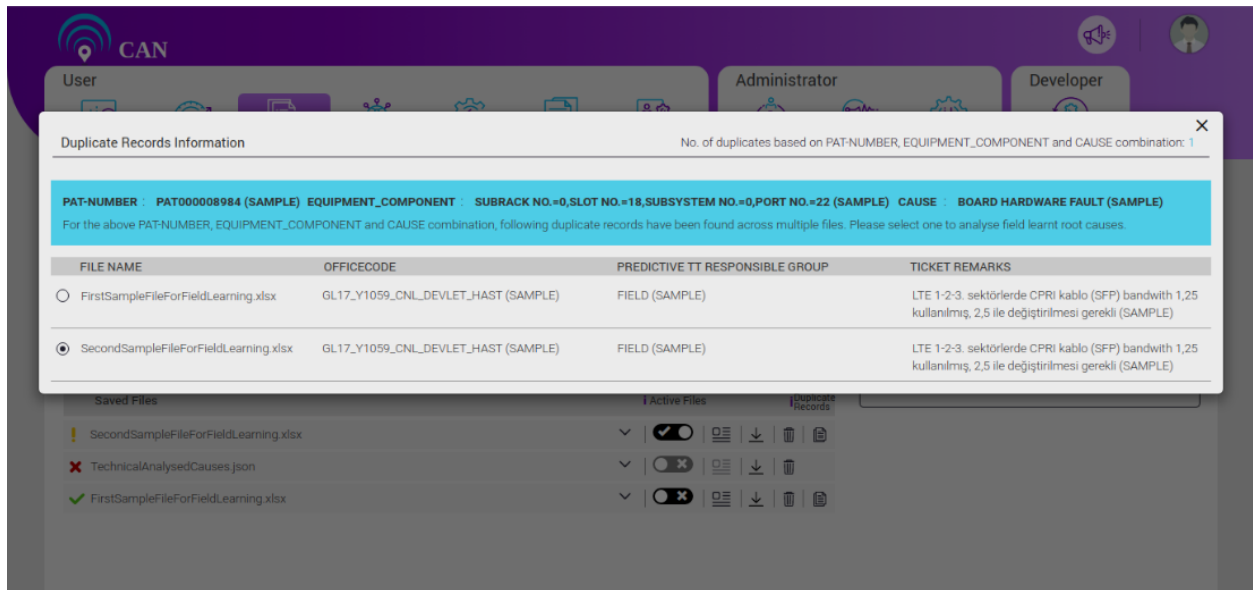 CAN
User
Administrator
Developer
Duplicate Records Information
No. of duplicates based on PAT-NUMBER, EQUIPMENT_COMPONENT and CAUSE combination: 1
PAT-NUMBER : PAT000008984 (SAMPLE) EQUIPMENT_COMPONENT : SUBRACK NO.=0,SLOT NO.=18,SUBSYSTEM NO.=0,PORT NO.=22 (SAMPLE) CAUSE : BOARD HARDWARE FAULT (SAMPLE)
For the above PAT-NUMBER, EQUIPMENT_COMPONENT and CAUSE combination, following duplicate records have been found across multiple files. Please select one to analyse field learnt root causes.
FILE NAME OFFICECODE PREDICTIVE TT RESPONSIBLE GROUP TICKET REMARKS
FirstSampleFileForFieldLearning.xlsx GL17_Y1059_CNL_DEVLET_HAST (SAMPLE) FIELD (SAMPLE) LTE 1-2-3. sektörlerde CPRI kablo (SFP) bandwith 1,25
kullanılmış, 2,5 ile değiştirilmesi gerekli (SAMPLE)
SecondSampleFileForFieldLearning.xlsx GL17_Y1059_CNL_DEVLET_HAST (SAMPLE) FIELD (SAMPLE) LTE 1-2-3. sektörlerde CPRI kablo (SFP) bandwith 1,25
kullanılmış, 2,5 ile değiştirilmesi gerekli (SAMPLE)
Saved Files i Active Files i Duplicate
Records
SecondSampleFileForFieldLearning.xlsx
TechnicalAnalysedCauses.json
FirstSampleFileForFieldLearning.xlsx